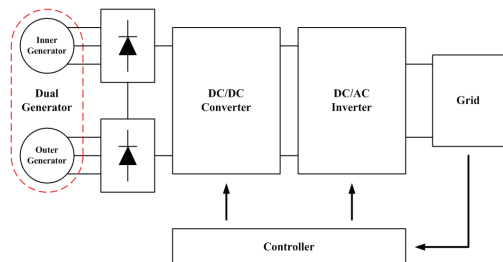 Inner
Generator
Dual
Generator
Outer
Generator
DC/DC
Converter
DC/AC
Inverter
Grid
Controller